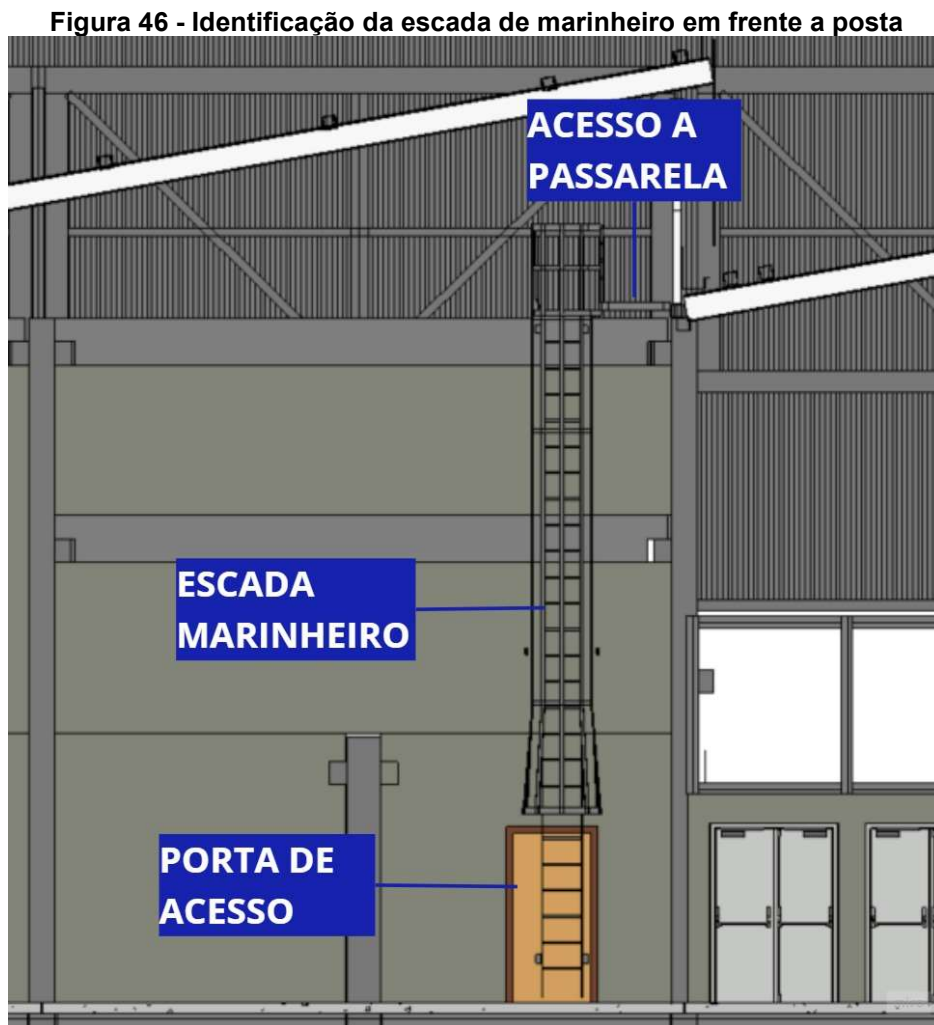 Figura 46 - Identificação da escada de marinheiro em frente a posta
ACESSO A
PASSARELA
ESCADA
MARINHEIRO
PORTA DE
ACESSO